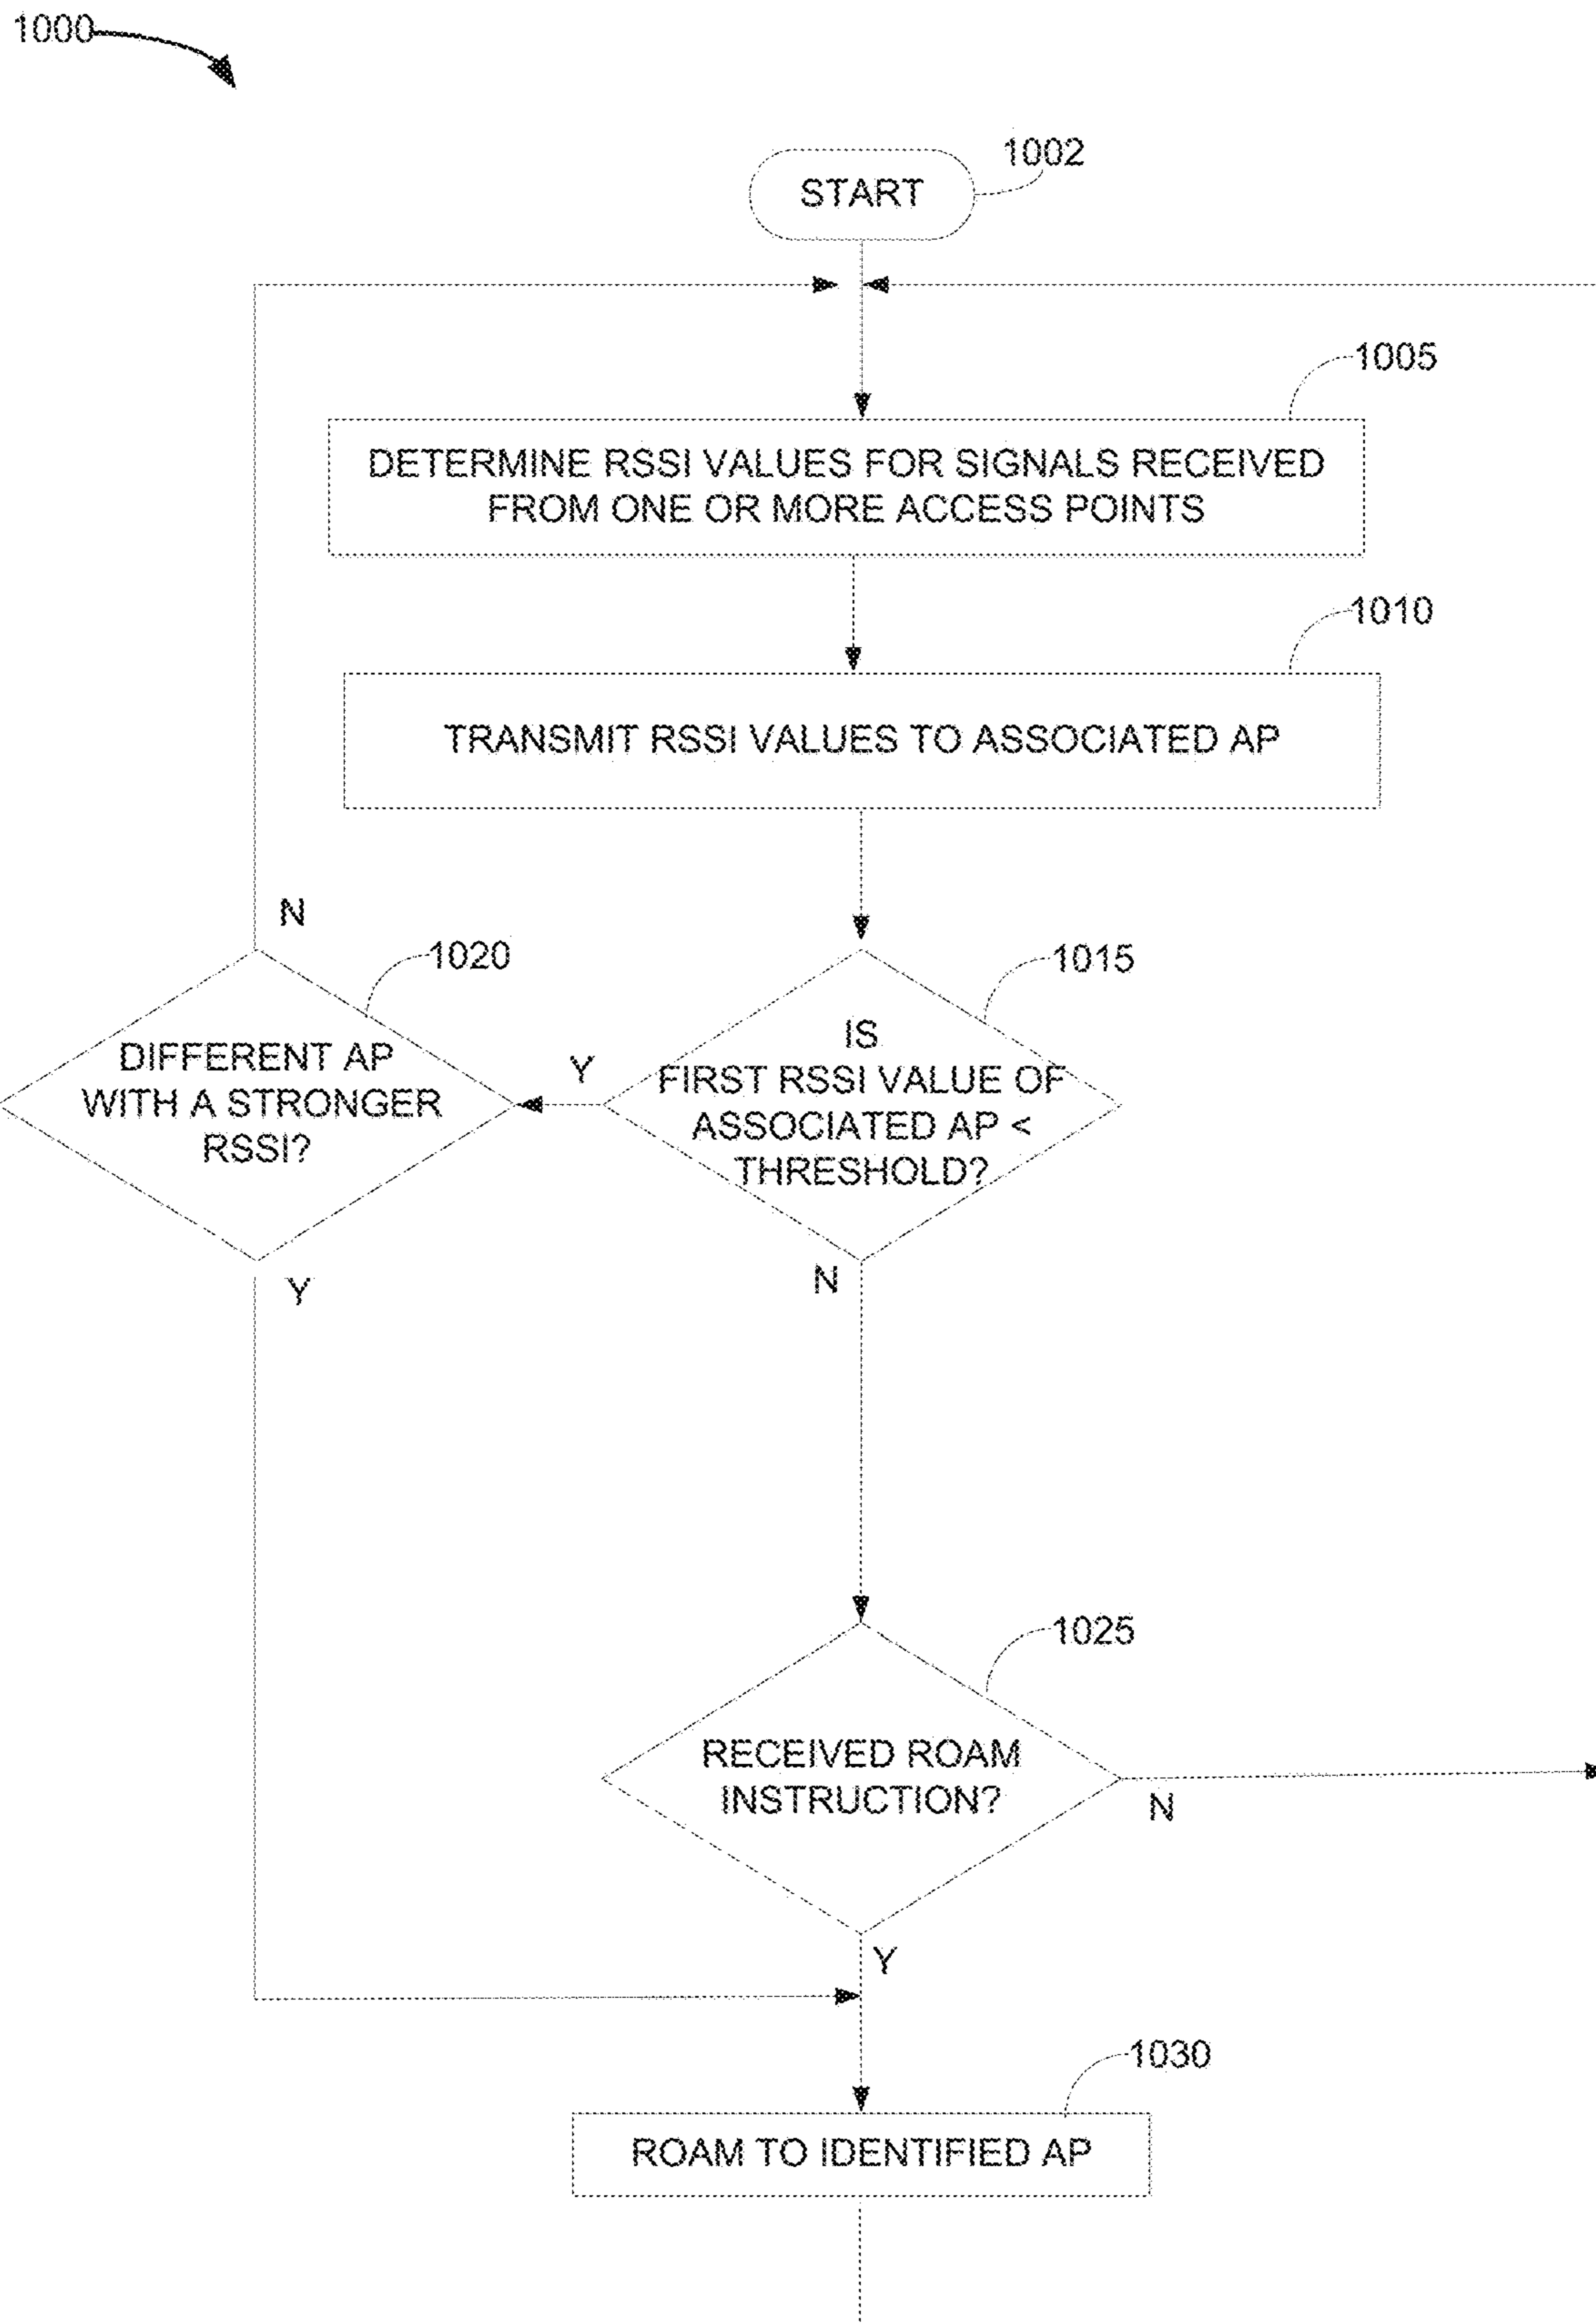 1000
1002
START
1005
DETERMINE RSSI VALUES FOR SIGNALS RECEIVED
FROM ONE OR MORE ACCESS POINTS
1010
TRANSMIT RSSI VALUES TO ASSOCIATED AP
N
1020
DIFFERENT AP
WITH A STRONGER
RSSI?
Y
Y
1015
IS
FIRST RSSI VALUE OF
ASSOCIATED AP <
THRESHOLD?
N
1025
RECEIVED ROAM
INSTRUCTION?
N
Y
1030
ROAM TO IDENTIFIED AP